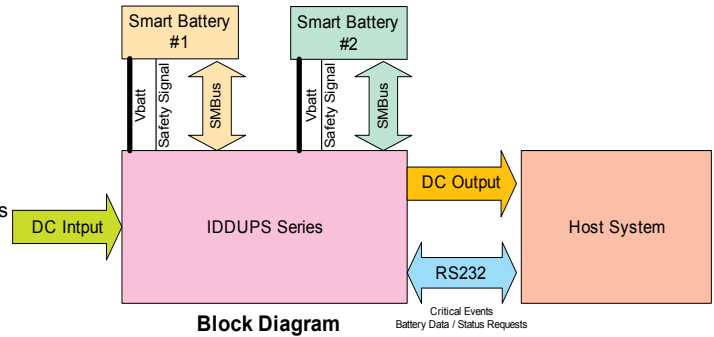 Smart Battery
#1
Smart Battery
#2
Vbatt
Safety Signal
SMBus
Vbatt
Safety Signal
SMBus
s
DC Intput
IDDUPS Series
DC Output
RS232
Host System
Critical Events
Battery Data / Status Requests
Block Diagram